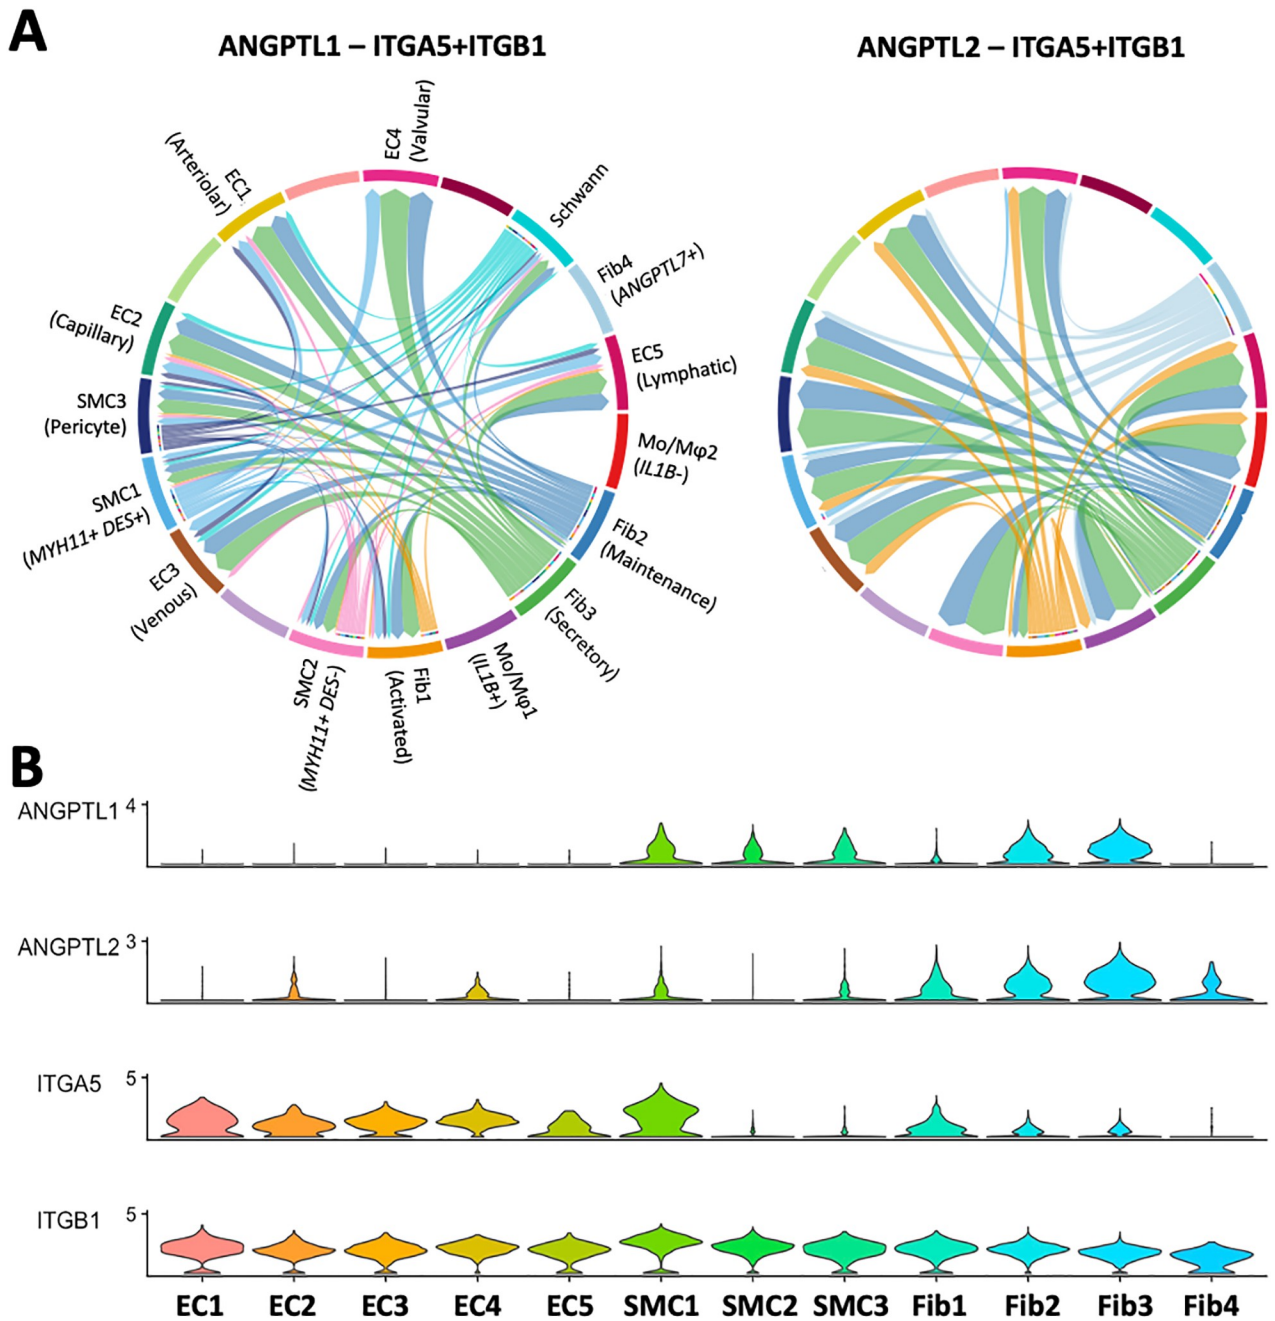 A
ANGPTL1 – ITGA5+ITGB1
ANGPTL2 – ITGA5+ITGB1
EC4
(Valvular)
EC1
(Arteriolar)
Schwann
Fib4
(ANGPTL7+)
EC2
(Capillary)
EC5
(Lymphatic)
SMC3
(Pericyte)
Mo/Mφ2
(IL1B-)
SMC1
(MYH11+ DES+)
Fib2
(Maintenance)
EC3
(Venous)
Fib3
(Secretory)
SMC2
(MYH11+ DES-)
Fib1
(Activated)
Mo/Mφ1
(IL1B+)
B
ANGPTL1 4
ANGPTL2 3
ITGA5 5
ITGB1 5
EC1 EC2 EC3 EC4 EC5 SMC1 SMC2 SMC3 Fib1 Fib2 Fib3 Fib4